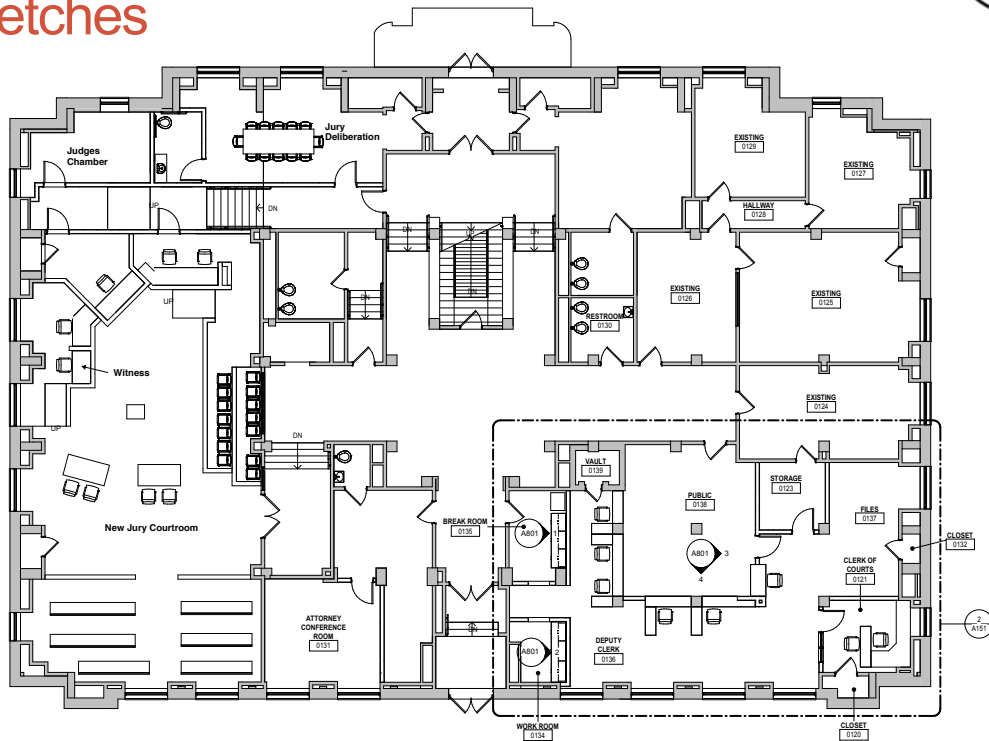 etches
Jury
Deliberation
Judges
Chamber
EXISTING
0129
EXISTING
0127
HALLWAY
0128
UP
DN
DN
UP
DN
DN
EXISTING
0126
EXISTING
0125
UP
DN
RESTROOM
0130
Witness
EXISTING
0124
UP
DN
VAULT
0139
PUBLIC
0138
STORAGE
0123
FILES
0137
BREAK ROOM
0135
New Jury Courtroom
A801
1
A801
3
4
CLOSET
0132
CLERK OF
COURTS
0121
ATTORNEY
CONFERENCE
ROOM
0131
DN
DEPUTY
CLERK
0136
A801
2
2
A151
WORK ROOM
0134
CLOSET
0120